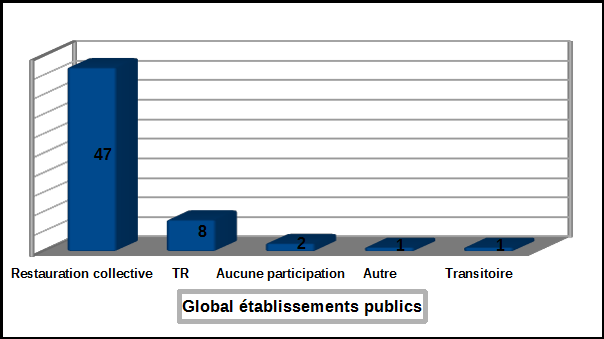 47
8
2
1
1
Restauration collective
TR
Aucune participation
Autre
Transitoire
Global établissements publics